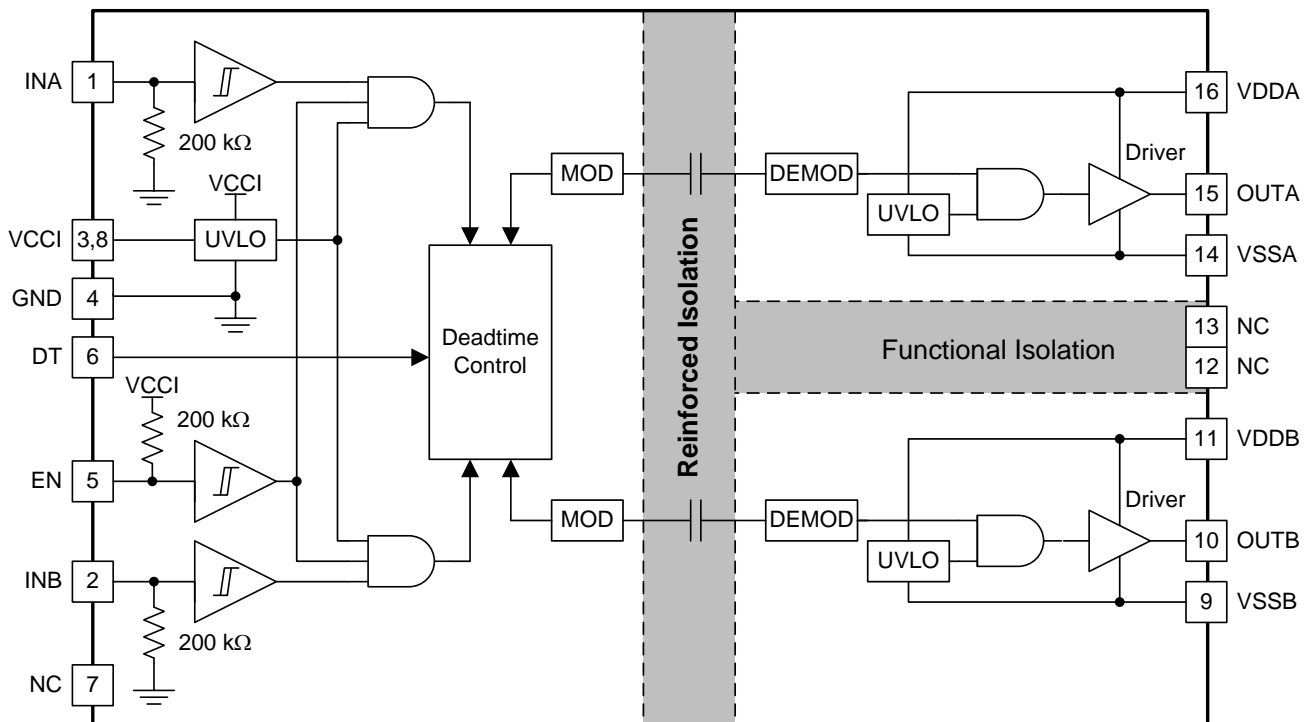 INA
1
200 kΩ
VCCI
VCCI
3,8
UVLO
GND
4
DT
6
VCCI
200 kΩ
EN
5
INB
2
200 kΩ
NC
7
Deadtime
Control
MOD
MOD
Reinforced Isolation
DEMOD
UVLO
Driver
16
VDDA
15
OUTA
14
VSSA
Functional Isolation
13
NC
12
NC
DEMOD
UVLO
Driver
11
VDDB
10
OUTB
9
VSSB